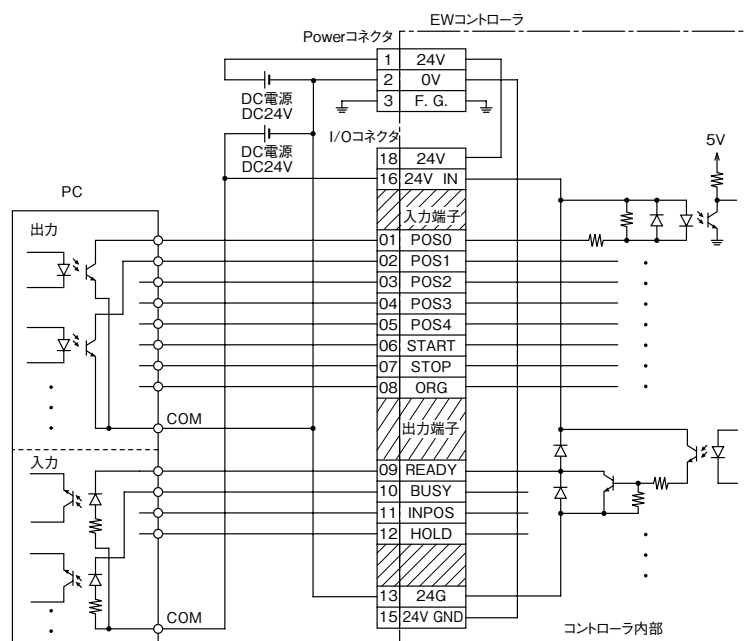 EWコントローラ
Powerコネクタ
1 24V
2 0V
3 F. G.
DC電源
DC24V
DC電源
DC24V
I/Oコネクタ
18 24V
16 24V IN
入力端子
5V
PC
出力
01 POS0
02 POS1
03 POS2
04 POS3
05 POS4
06 START
07 STOP
08 ORG
COM
出力端子
入力
09 READY
10 BUSY
11 INPOS
12 HOLD
13 24G
15 24V GND
COM
コントローラ内部